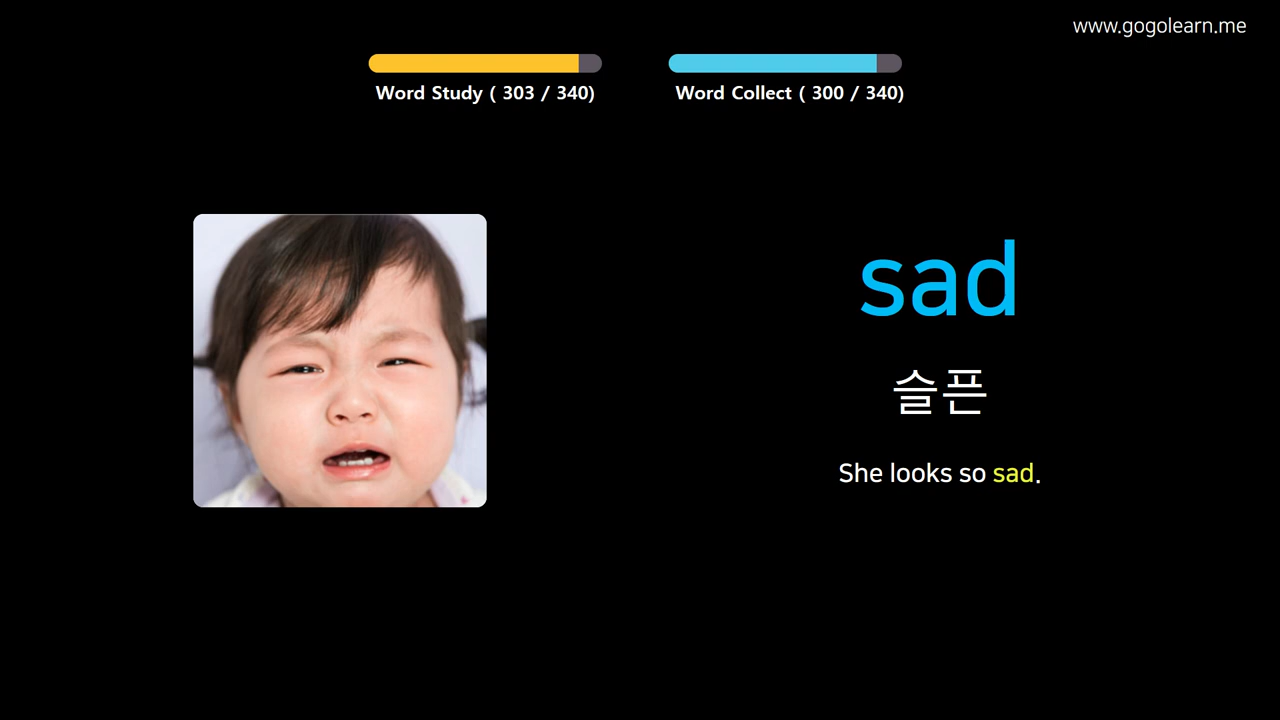 www.gogolearn.me
Word Study ( 303 / 340)
Word Collect ( 300 / 340)
sad
슬픈
She looks so sad.